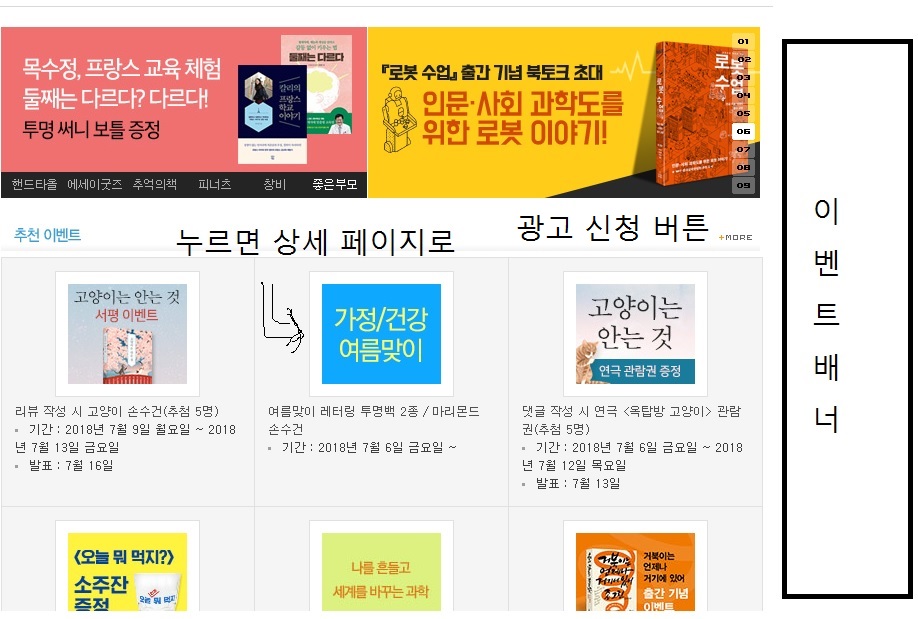 목수정, 프랑스 교육 체험
둘째는 다르다? 다르다!
투명 써니 보틀 증정
둘째는 다르다
칼리의
프랑스
학교
이야기
핸드타올 에세이굿즈 추억의책 피너츠 창비 좋은부모
『로봇 수업』 출간 기념 북토크 초대
인문·사회 과학도를
위한 로봇 이야기!
로봇
수업
01
02
03
04
05
06
07
08
09
추천 이벤트
누르면 상세 페이지로
광고 신청 버튼
+MORE
고양이는 안는 것
서평 이벤트
리뷰 작성 시 고양이 손수건(추첨 5명)
기간 : 2018년 7월 9일 월요일 ~ 2018
년 7월 13일 금요일
발표 : 7월 16일
가정/건강
여름맞이
여름맞이 레터링 투명백 2종 / 마리몬드
손수건
기간 : 2018년 7월 6일 금요일 ~
고양이는
안는 것
연극 관람권 증정
댓글 작성 시 연극 <옥탑방 고양이> 관람
권(추첨 5명)
기간 : 2018년 7월 6일 금요일 ~ 2018
년 7월 12일 목요일
발표 : 7월 13일
<오늘 뭐 먹지?>
소주잔
증정
오늘 뭐 먹지?
나를 흔들고
세계를 바꾸는 과학
거북이는
언제나
거기에 있어
출간 기념
이벤트
이
벤
트
배
너